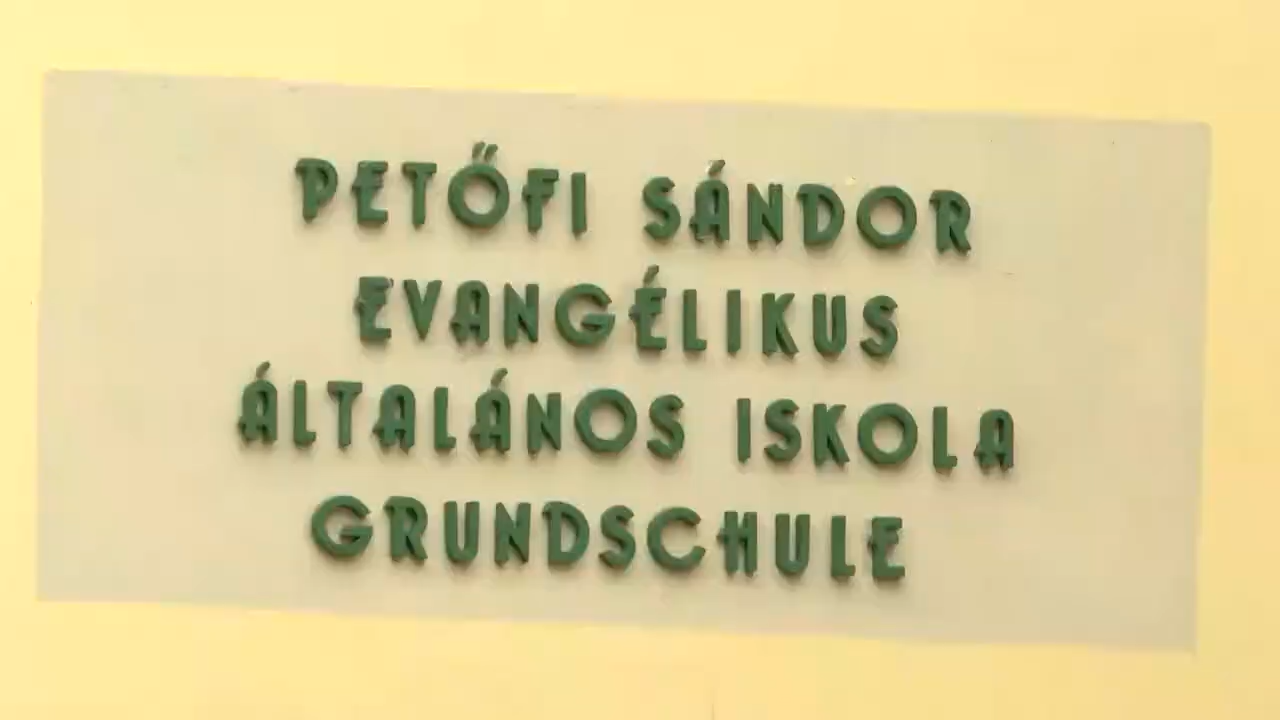 PETŐFI SÁNDOR
EVANGÉLIKUS
ÁLTALÁNOS ISKOLA
GRUNDSCHULE